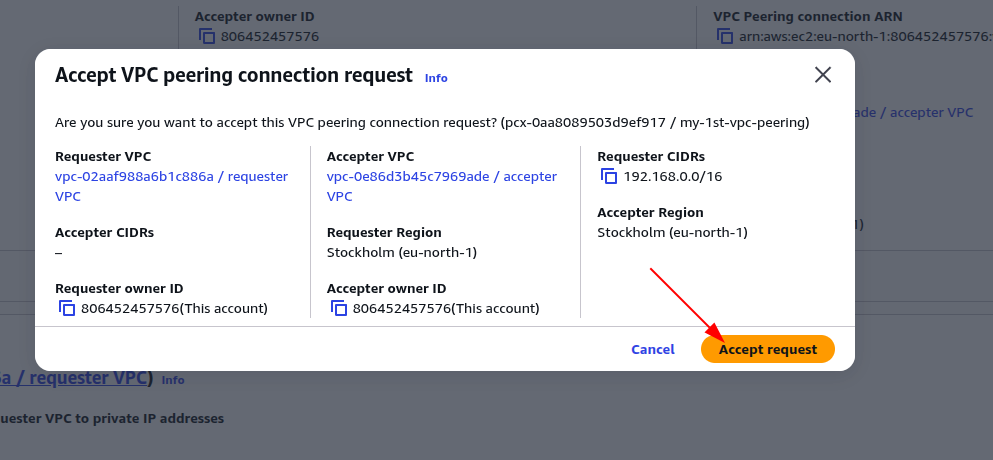 Accepter owner ID
806452457576
VPC Peering connection ARN
arn:aws:ec2:eu-north-1:806452457576:
Accept VPC peering connection request Info
Are you sure you want to accept this VPC peering connection request? (pcx-0aa8089503d9ef917 / my-1st-vpc-peering)
ade / accepter VPC
Requester VPC
vpc-02aaf988a6b1c886a / requester
VPC
Accepter VPC
vpc-0e86d3b45c7969ade / accepter
VPC
Requester CIDRs
192.168.0.0/16
Accepter CIDRs
–
Requester Region
Stockholm (eu-north-1)
Accepter Region
Stockholm (eu-north-1)
1)
Requester owner ID
806452457576(This account)
Accepter owner ID
806452457576(This account)
Cancel
Accept request
a / requester VPC) Info
uester VPC to private IP addresses